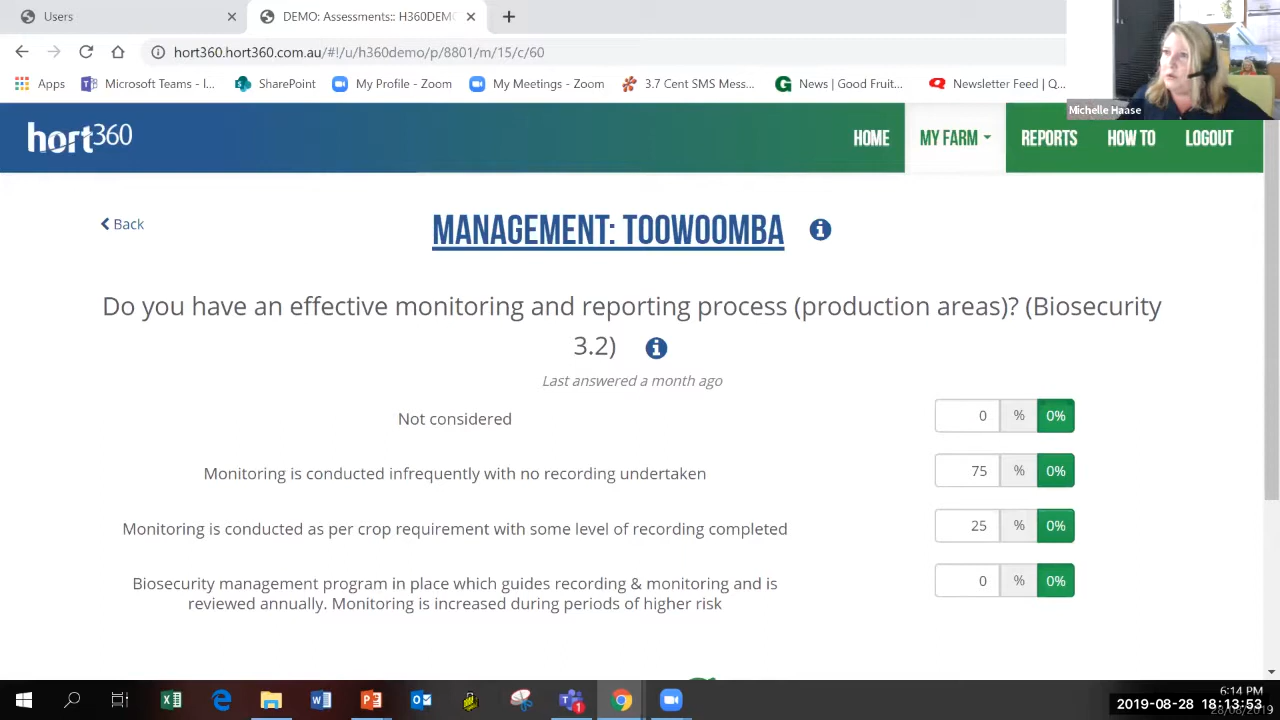 Users
DEMO: Assessments:: H360DEMO
hort360.hort360.com.au/#!/u/h360demo/p/8801/m/15/c/60
Apps
Microsoft Teams - I...
SharePoint
My Profile - Zoom
My Meetings - Zoom
3.7 Cent SMS Mess...
News | Good Fruit...
Newsletter Feed | Q...
Michelle Haase
hort360
HOME
MY FARM
REPORTS
HOW TO
LOGOUT
Back
MANAGEMENT: TOOWOOMBA
Do you have an effective monitoring and reporting process (production areas)? (Biosecurity
3.2)
Last answered a month ago
Not considered
0 % 0%
Monitoring is conducted infrequently with no recording undertaken
75 % 0%
Monitoring is conducted as per crop requirement with some level of recording completed
25 % 0%
Biosecurity management program in place which guides recording & monitoring and is
reviewed annually. Monitoring is increased during periods of higher risk
0 % 0%
6:14 PM
2019-08-28 18:13:53
28/08/2019